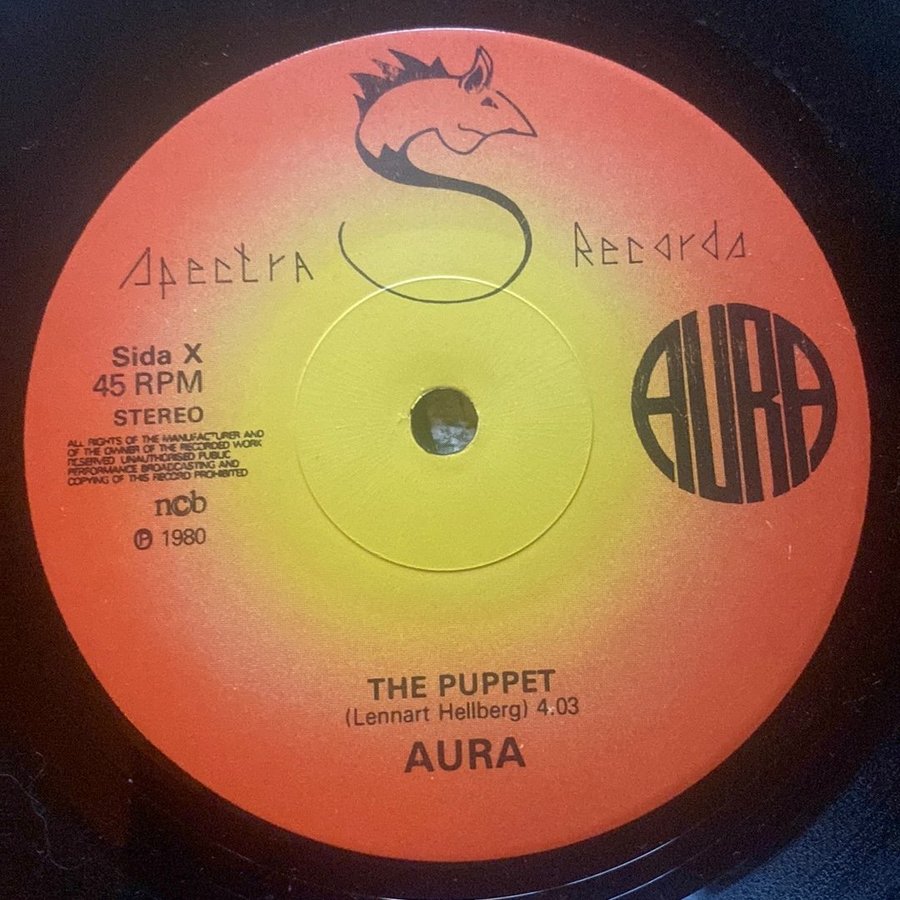 Spectra Records
Sida X
45 RPM
STEREO
ALL RIGHTS OF THE MANUFACTURER AND
OF THE OWNER OF THE RECORDED WORK
RESERVED UNAUTHORISED PUBLIC
PERFORMANCE BROADCASTING AND
COPYING OF THIS RECORD PROHIBITED
ncb
℗ 1980
AURA
THE PUPPET
(Lennart Hellberg) 4.03
AURA